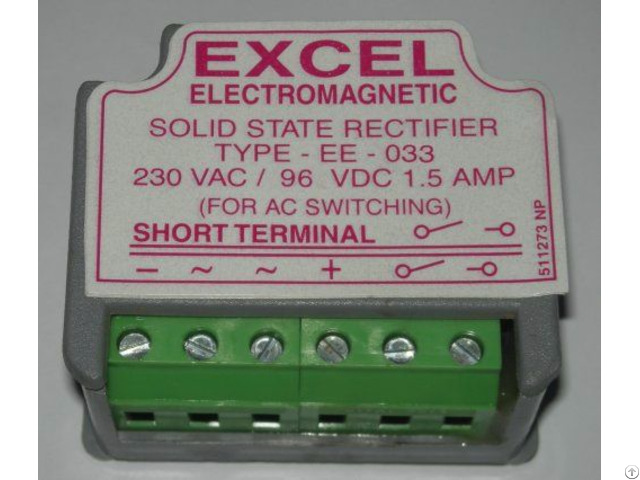 EXCEL
ELECTROMAGNETIC
SOLID STATE RECTIFIER
TYPE - EE - 033
230 VAC / 96 VDC 1.5 AMP
(FOR AC SWITCHING)
SHORT TERMINAL
− ~ ~ +
511273 NP